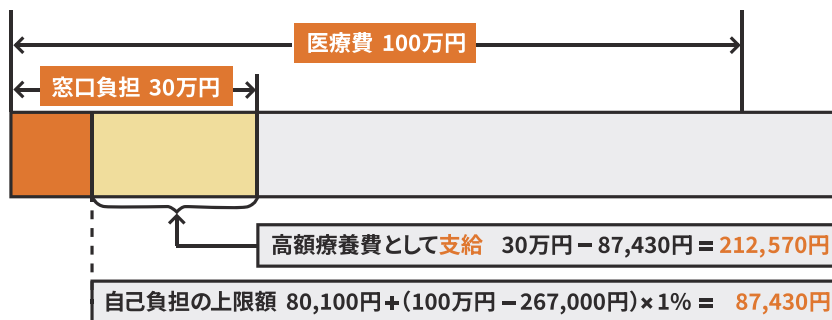 医療費 100万円
窓口負担 30万円
高額療養費として支給 30万円－87,430円＝212,570円
自己負担の上限額 80,100円＋(100万円－267,000円)×1%＝ 87,430円